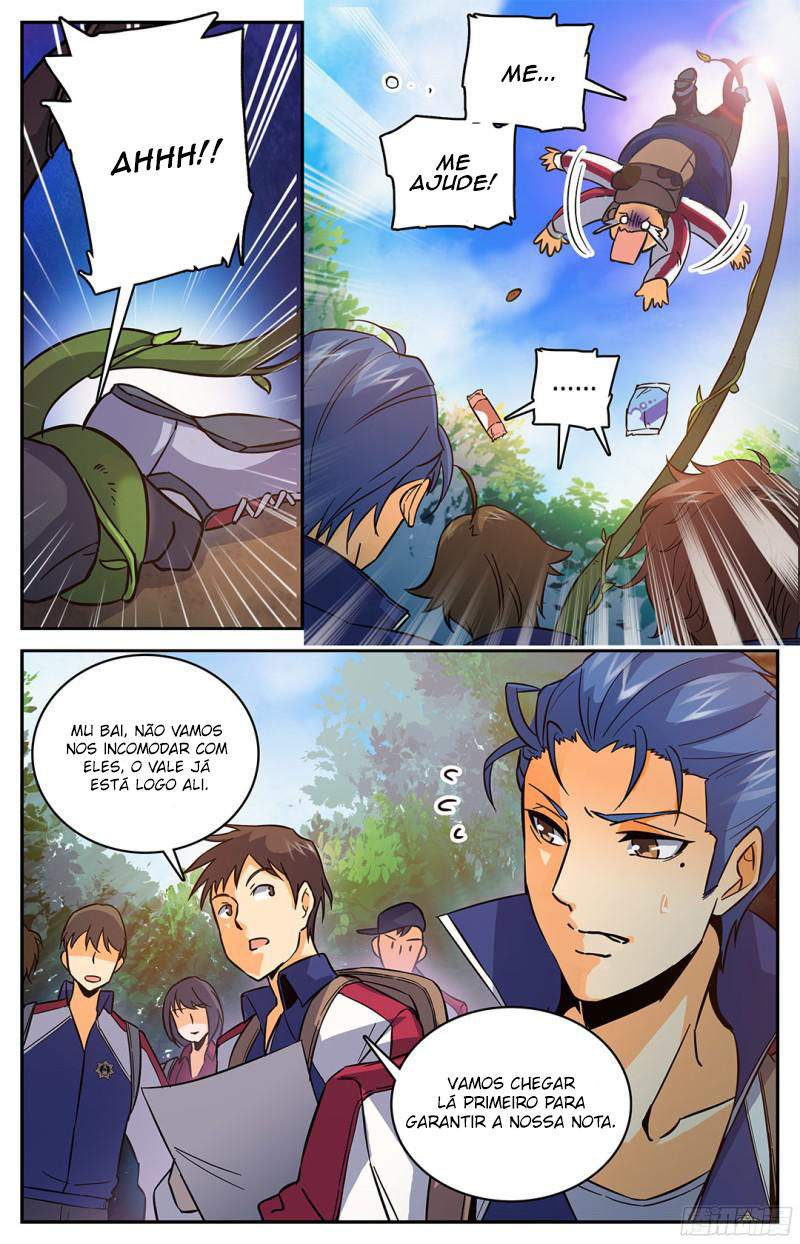 AHHH!!
ME...
ME
AJUDE!
......
MU BAI, NÃO VAMOS
NOS INCOMODAR COM
ELES, O VALE JÁ
ESTÁ LOGO ALI.
VAMOS CHEGAR
LÁ PRIMEIRO PARA
GARANTIR A NOSSA NOTA.